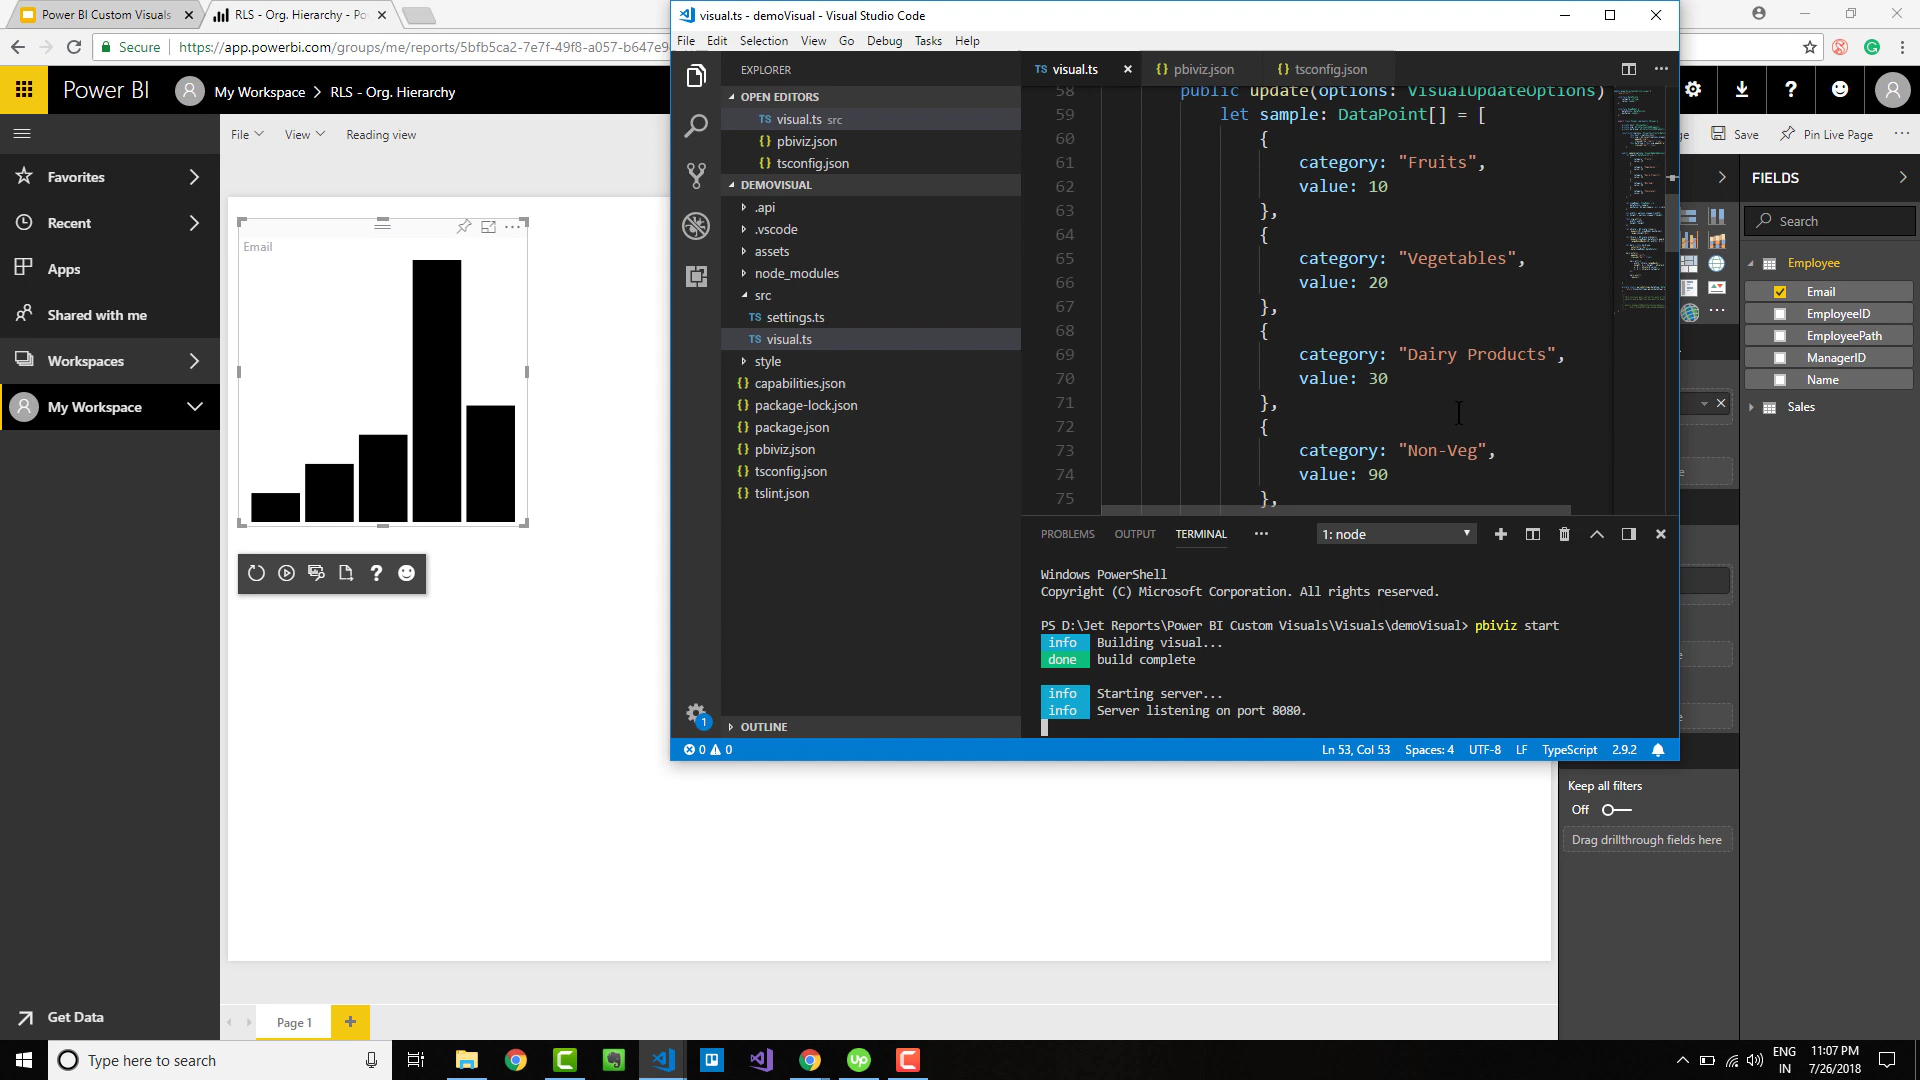 Power BI Custom Visuals
RLS - Org. Hierarchy - Po
Secure
https://app.powerbi.com/groups/me/reports/5bfb5ca2-7e7f-49f8-a057-b647e9
Power BI
My Workspace > RLS - Org. Hierarchy
File
View
Reading view
Save
Pin Live Page
Favorites
Recent
Apps
Shared with me
Workspaces
My Workspace
Get Data
Email
Page 1
visual.ts - demoVisual - Visual Studio Code
File Edit Selection View Go Debug Tasks Help
EXPLORER
OPEN EDITORS
TS visual.ts src
{} pbiviz.json
{} tsconfig.json
DEMOVISUAL
.api
.vscode
assets
node_modules
src
TS settings.ts
TS visual.ts
style
{} capabilities.json
{} package-lock.json
{} package.json
{} pbiviz.json
{} tsconfig.json
{} tslint.json
OUTLINE
TS visual.ts
{} pbiviz.json
{} tsconfig.json
58 public update(options: VisualUpdateOptions)
59 let sample: DataPoint[] = [
60 {
61 category: "Fruits",
62 value: 10
63 },
64 {
65 category: "Vegetables",
66 value: 20
67 },
68 {
69 category: "Dairy Products",
70 value: 30
71 },
72 {
73 category: "Non-Veg",
74 value: 90
75 },
PROBLEMS OUTPUT TERMINAL ... 1: node
Windows PowerShell
Copyright (C) Microsoft Corporation. All rights reserved.
PS D:\Jet Reports\Power BI Custom Visuals\Visuals\demoVisual> pbiviz start
info Building visual...
done build complete
info Starting server...
info Server listening on port 8080.
1
0 0
Ln 53, Col 53 Spaces: 4 UTF-8 LF TypeScript 2.9.2
FIELDS
Search
Employee
Email
EmployeeID
EmployeePath
ManagerID
Name
Sales
Keep all filters
Off
Drag drillthrough fields here
Type here to search
ENG
IN
11:07 PM
7/26/2018